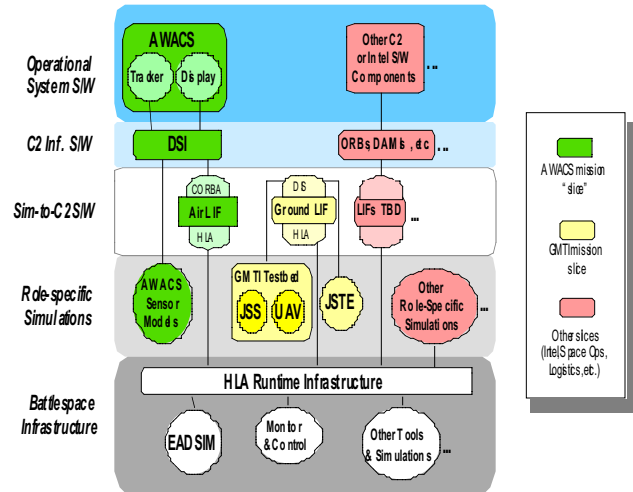 AWACS
Tracker
Display
Other C2
or Intel S/W
Components
...
Operational
System S/W
C2 Inf. S/W
DSI
ORBs, DAMIs, etc
...
Sim-to-C2 S/W
CORBA
Air LIF
HLA
DIS
Ground LIF
HLA
LIFs TBD
...
Role-specific
Simulations
AWACS
Sensor
Models
GMTI Testbed
JSS
UAV
JSTE
Other
Role-Specific
Simulations
...
HLA Runtime Infrastructure
Battlespace
Infrastructure
EADSIM
Monitor
& Control
Other Tools
& Simulations
...
AWACS mission
"slice"
GMTI mission
slice
Other slices
(Intel, Space Ops,
Logistics, etc.)